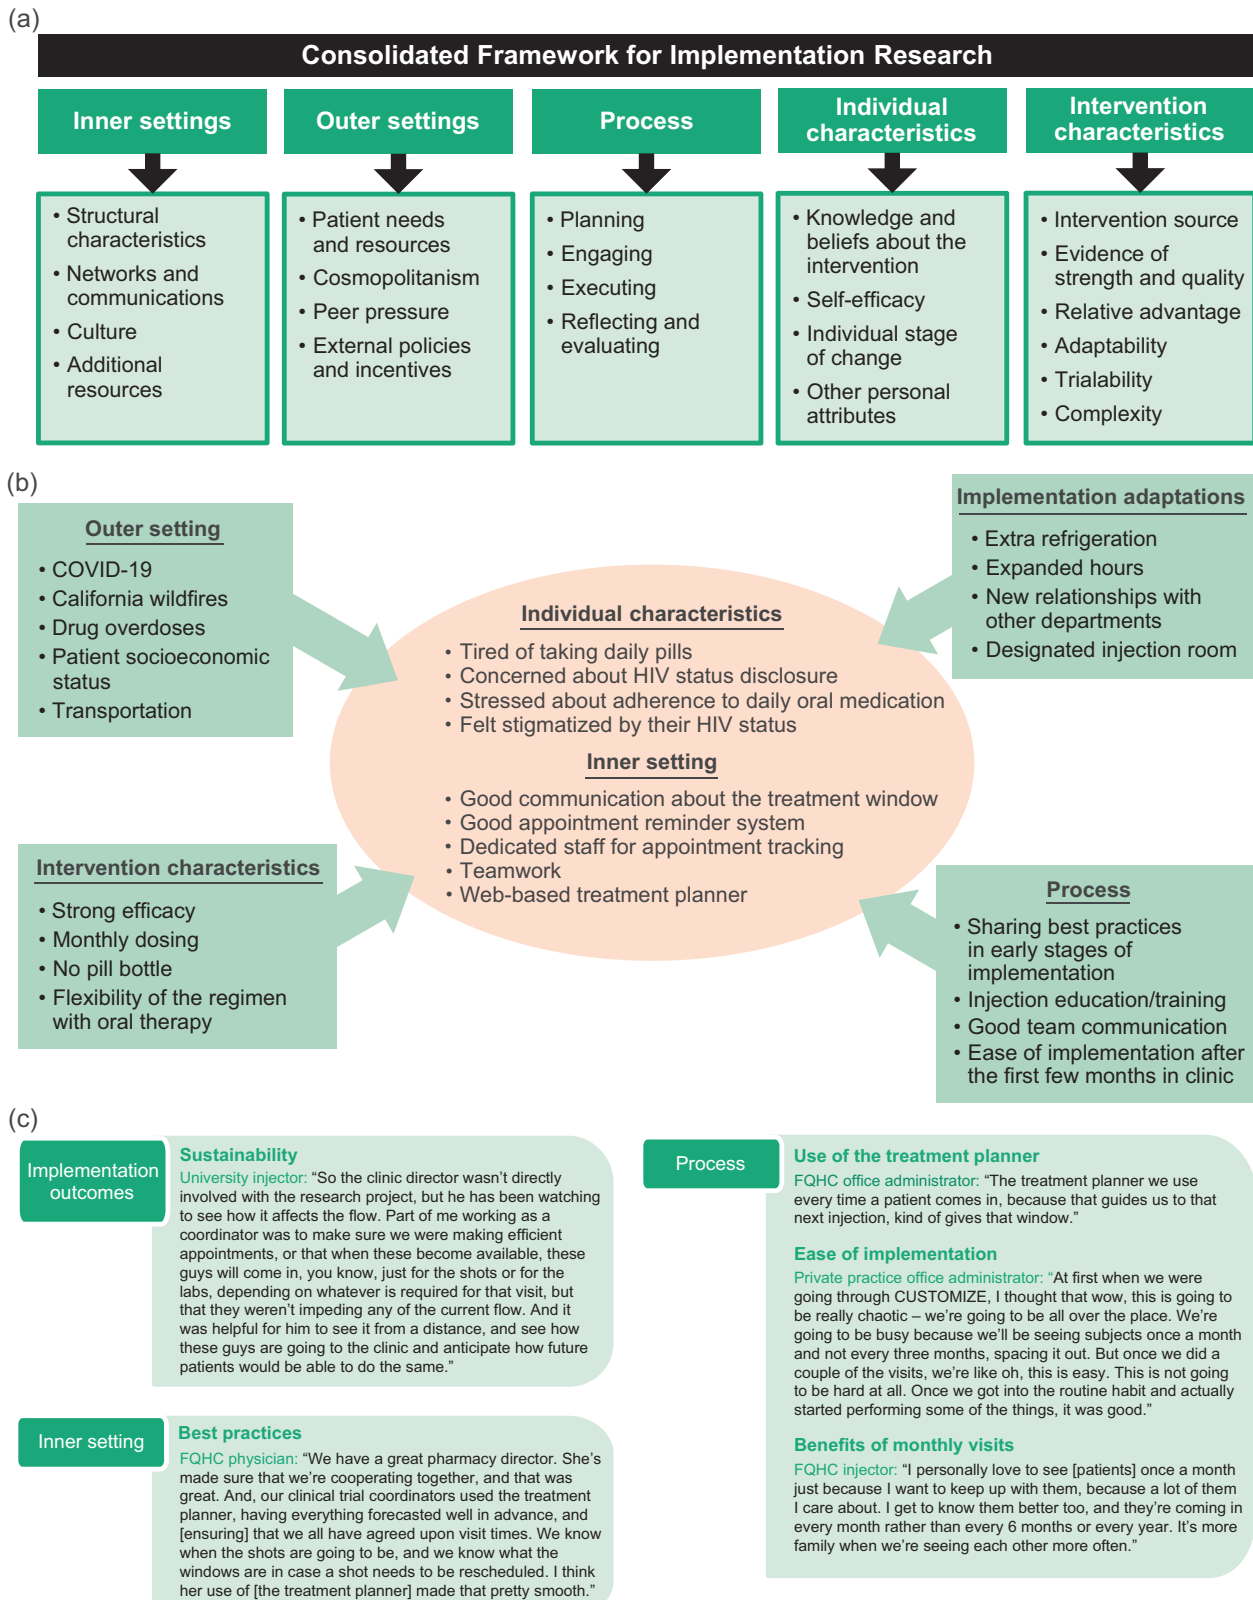 (a)
Consolidated Framework for Implementation Research
Inner settings
• Structural
characteristics
• Networks and
communications
• Culture
• Additional
resources
Outer settings
• Patient needs
and resources
• Cosmopolitanism
• Peer pressure
• External policies
and incentives
Process
• Planning
• Engaging
• Executing
• Reflecting and
evaluating
Individual
characteristics
• Knowledge and
beliefs about the
intervention
• Self-efficacy
• Individual stage
of change
• Other personal
attributes
Intervention
characteristics
• Intervention source
• Evidence of
strength and quality
• Relative advantage
• Adaptability
• Trialability
• Complexity
(b)
Outer setting
• COVID-19
• California wildfires
• Drug overdoses
• Patient socioeconomic
status
• Transportation
Implementation adaptations
• Extra refrigeration
• Expanded hours
• New relationships with
other departments
• Designated injection room
Individual characteristics
• Tired of taking daily pills
• Concerned about HIV status disclosure
• Stressed about adherence to daily oral medication
• Felt stigmatized by their HIV status
Inner setting
• Good communication about the treatment window
• Good appointment reminder system
• Dedicated staff for appointment tracking
• Teamwork
• Web-based treatment planner
Intervention characteristics
• Strong efficacy
• Monthly dosing
• No pill bottle
• Flexibility of the regimen
with oral therapy
Process
• Sharing best practices
in early stages of
implementation
• Injection education/training
• Good team communication
• Ease of implementation after
the first few months in clinic
(c)
Implementation
outcomes
Sustainability
University injector: “So the clinic director wasn’t directly
involved with the research project, but he has been watching
to see how it affects the flow. Part of me working as a
coordinator was to make sure we were making efficient
appointments, or that when these become available, these
guys will come in, you know, just for the shots or for the
labs, depending on whatever is required for that visit, but
that they weren’t impeding any of the current flow. And it
was helpful for him to see it from a distance, and see how
these guys are going to the clinic and anticipate how future
patients would be able to do the same.”
Inner setting
Best practices
FQHC physician: “We have a great pharmacy director. She’s
made sure that we’re cooperating together, and that was
great. And, our clinical trial coordinators used the treatment
planner, having everything forecasted well in advance, and
[ensuring] that we all have agreed upon visit times. We know
when the shots are going to be, and we know what the
windows are in case a shot needs to be rescheduled. I think
her use of [the treatment planner] made that pretty smooth.”
Process
Use of the treatment planner
FQHC office administrator: “The treatment planner we use
every time a patient comes in, because that guides us to that
next injection, kind of gives that window.”
Ease of implementation
Private practice office administrator: “At first when we were
going through CUSTOMIZE, I thought that wow, this is going to
be really chaotic – we’re going to be all over the place. We’re
going to be busy because we’ll be seeing subjects once a month
and not every three months, spacing it out. But once we did a
couple of the visits, we’re like oh, this is easy. This is not going
to be hard at all. Once we got into the routine habit and actually
started performing some of the things, it was good.”
Benefits of monthly visits
FQHC injector: “I personally love to see [patients] once a month
just because I want to keep up with them, because a lot of them
I care about. I get to know them better too, and they’re coming in
every month rather than every 6 months or every year. It’s more
family when we’re seeing each other more often.”